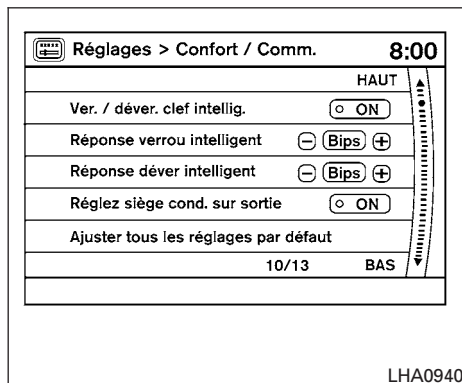 Réglages > Confort / Comm. 8:00
HAUT
Ver. / déver. clef intellig. ON
Réponse verrou intelligent − Bips +
Réponse déver intelligent − Bips +
Réglez siège cond. sur sortie ON
Ajuster tous les réglages par défaut
10/13 BAS
LHA0940